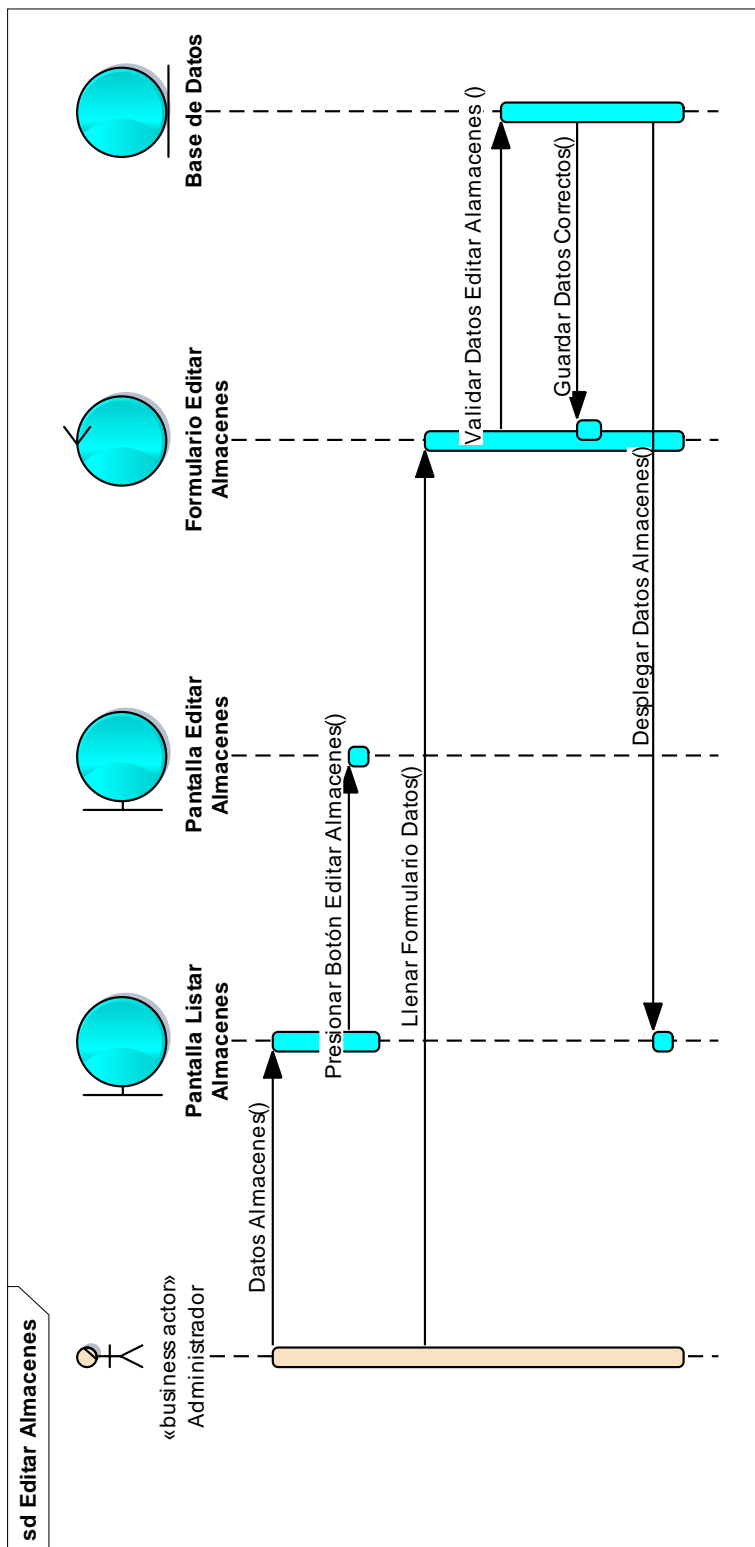 sd Editar Almacenes
«business actor»
Administrador
Pantalla Listar
Almacenes
Pantalla Editar
Almacenes
Formulario Editar
Almacenes
Base de Datos
Datos Almacenes()
Presionar Botón Editar Almacenes()
Llenar Formulario Datos()
Validar Datos Editar Alamacenes ()
Guardar Datos Correctos()
Desplegar Datos Almacenes()